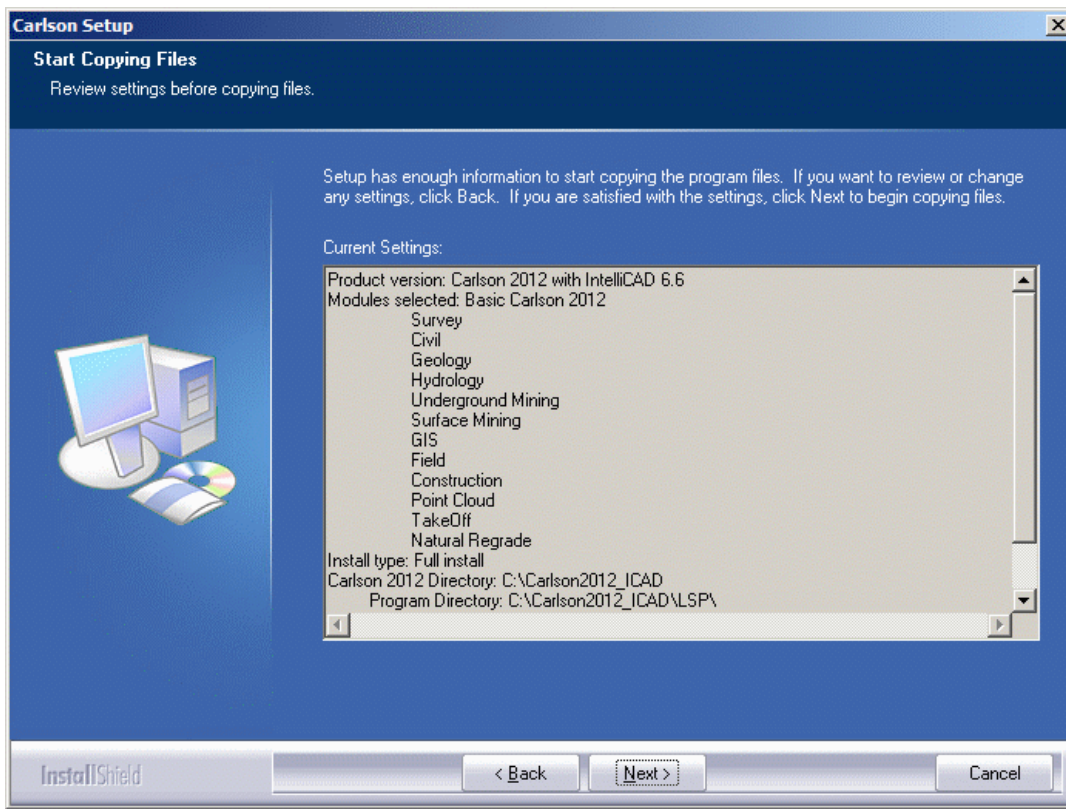 Carlson Setup
Start Copying Files
Review settings before copying files.
Setup has enough information to start copying the program files. If you want to review or change
any settings, click Back. If you are satisfied with the settings, click Next to begin copying files.
Current Settings:
Product version: Carlson 2012 with IntelliCAD 6.6
Modules selected: Basic Carlson 2012
Survey
Civil
Geology
Hydrology
Underground Mining
Surface Mining
GIS
Field
Construction
Point Cloud
TakeOff
Natural Regrade
Install type: Full install
Carlson 2012 Directory: C:\Carlson2012_ICAD
Program Directory: C:\Carlson2012_ICAD\LSP\
InstallShield
< Back
Next >
Cancel